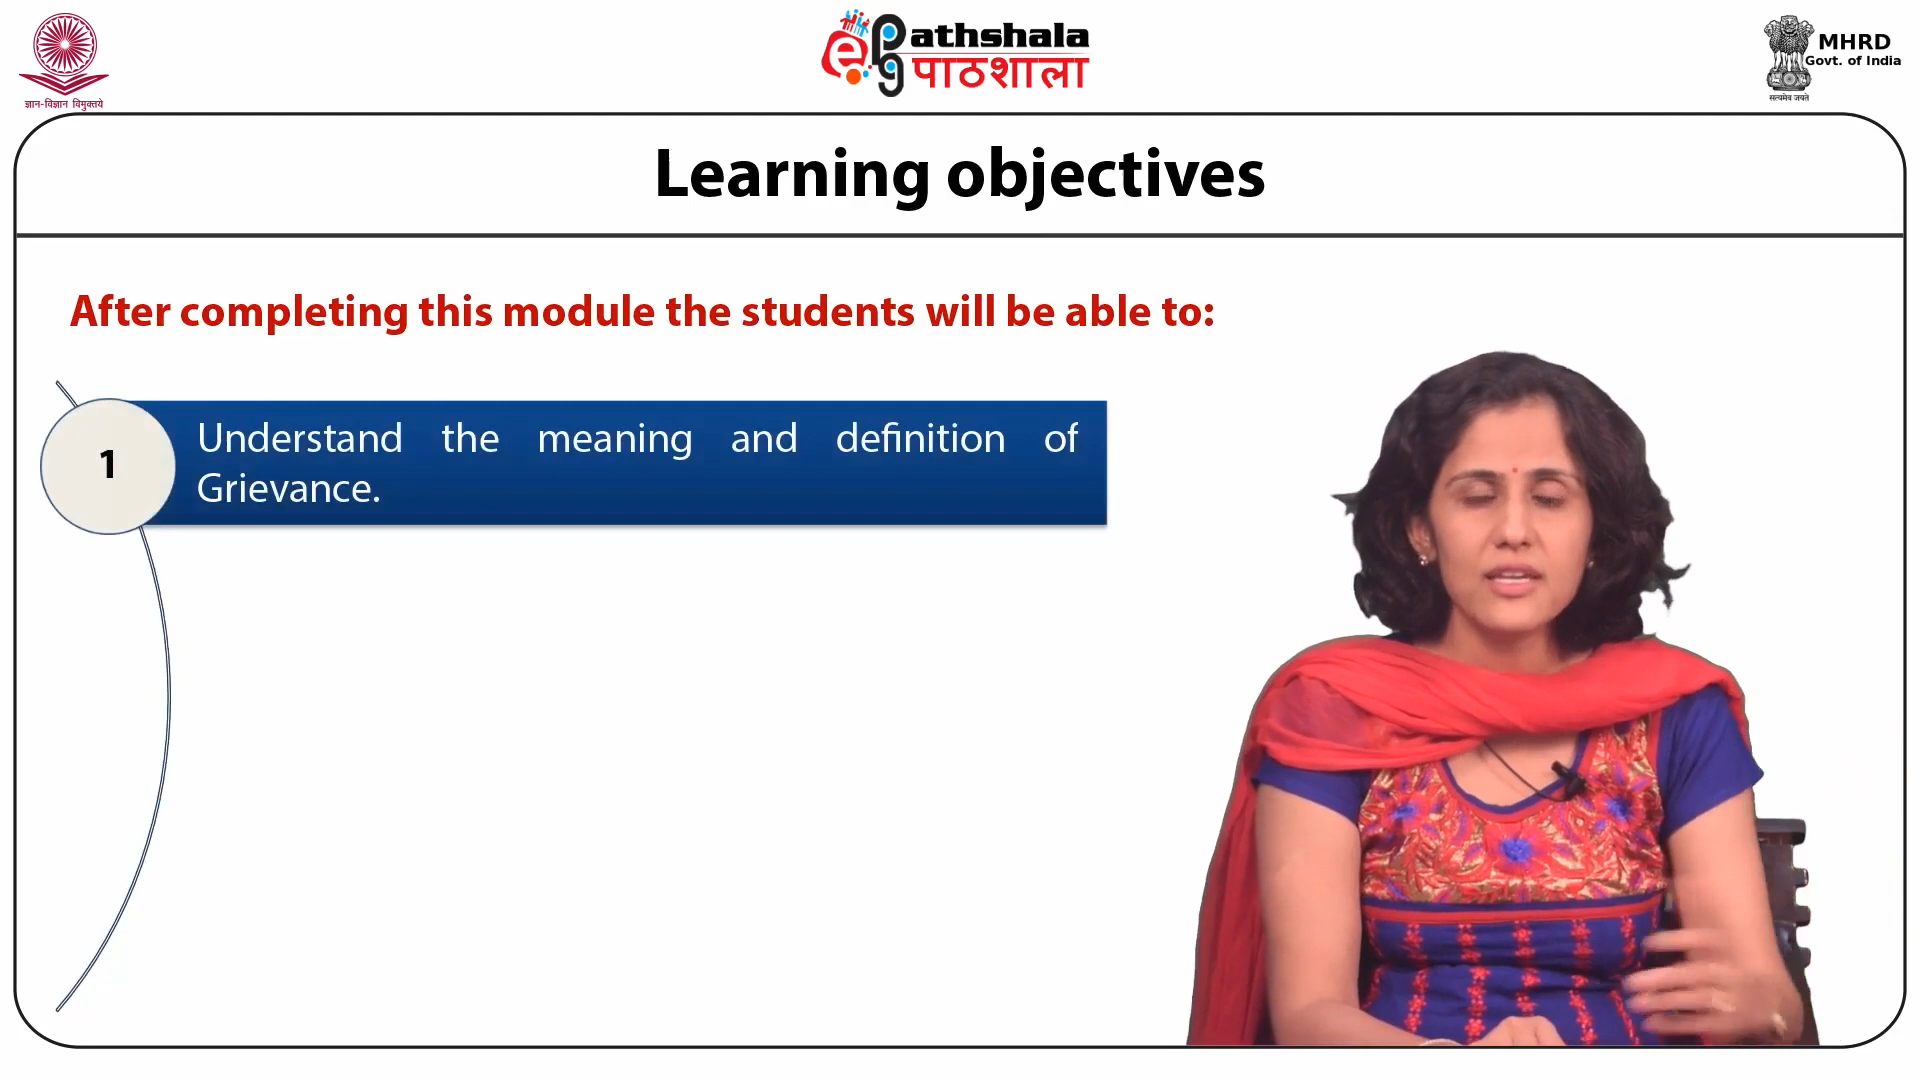 ज्ञान-विज्ञान विमुक्तये
ePathshala
पाठशाला
MHRD
Govt. of India
सत्यमेव जयते
Learning objectives
After completing this module the students will be able to:
1
Understand the meaning and definition of
Grievance.